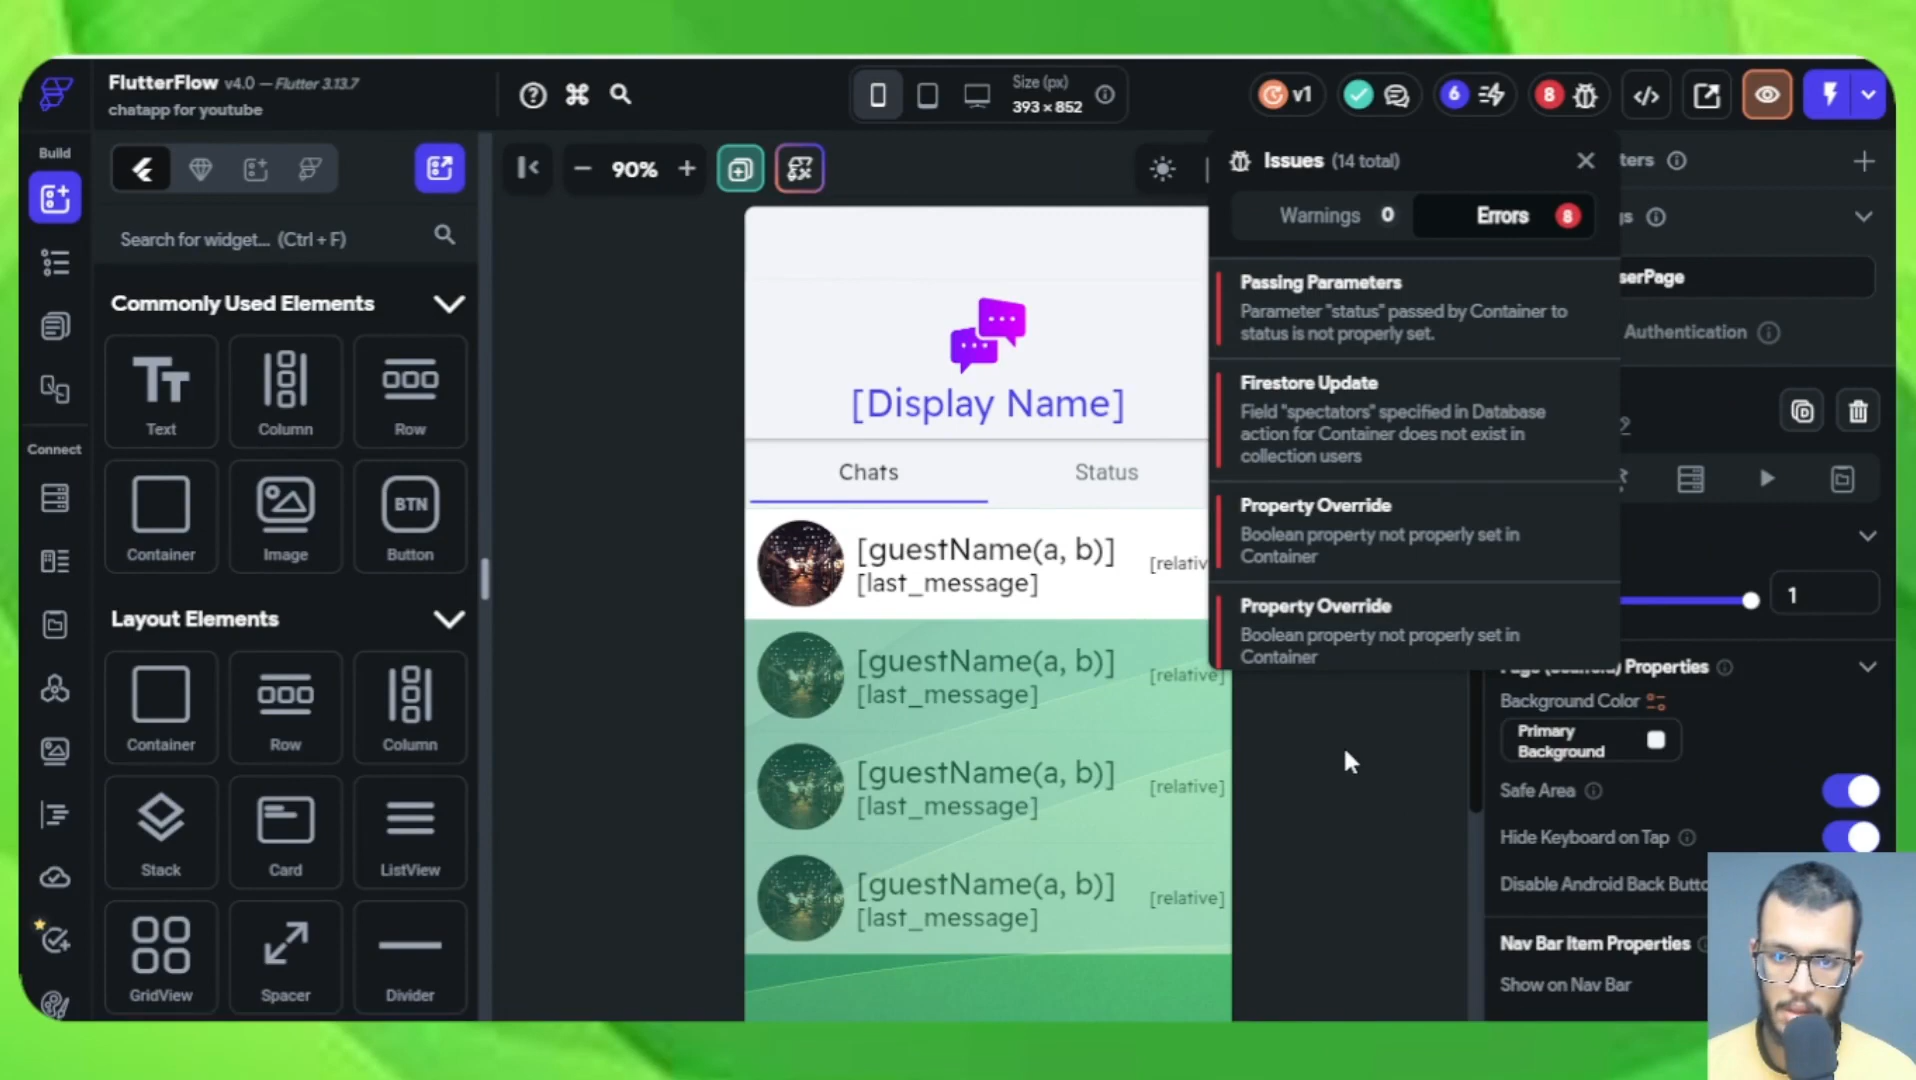 FlutterFlow v4.0 — Flutter 3.13.7
chatapp for youtube
Size (px)
393 × 852
v1
6
8
Build
90%
Search for widget... (Ctrl + F)
Commonly Used Elements
Text
Column
Row
Container
Image
BTN
Button
Connect
Layout Elements
Container
Row
Column
Stack
Card
ListView
GridView
Spacer
Divider
[Display Name]
Chats
Status
[guestName(a, b)]
[last_message]
[relativ
[guestName(a, b)]
[last_message]
[relative]
[guestName(a, b)]
[last_message]
[relative]
[guestName(a, b)]
[last_message]
[relative]
Issues (14 total)
Warnings 0
Errors 8
Passing Parameters
Parameter "status" passed by Container to
status is not properly set.
Firestore Update
Field "spectators" specified in Database
action for Container does not exist in
collection users
Property Override
Boolean property not properly set in
Container
Property Override
Boolean property not properly set in
Container
ters
gs
serPage
Authentication
1
Properties
Background Color
Primary
Background
Safe Area
Hide Keyboard on Tap
Disable Android Back Butto
Nav Bar Item Properties
Show on Nav Bar